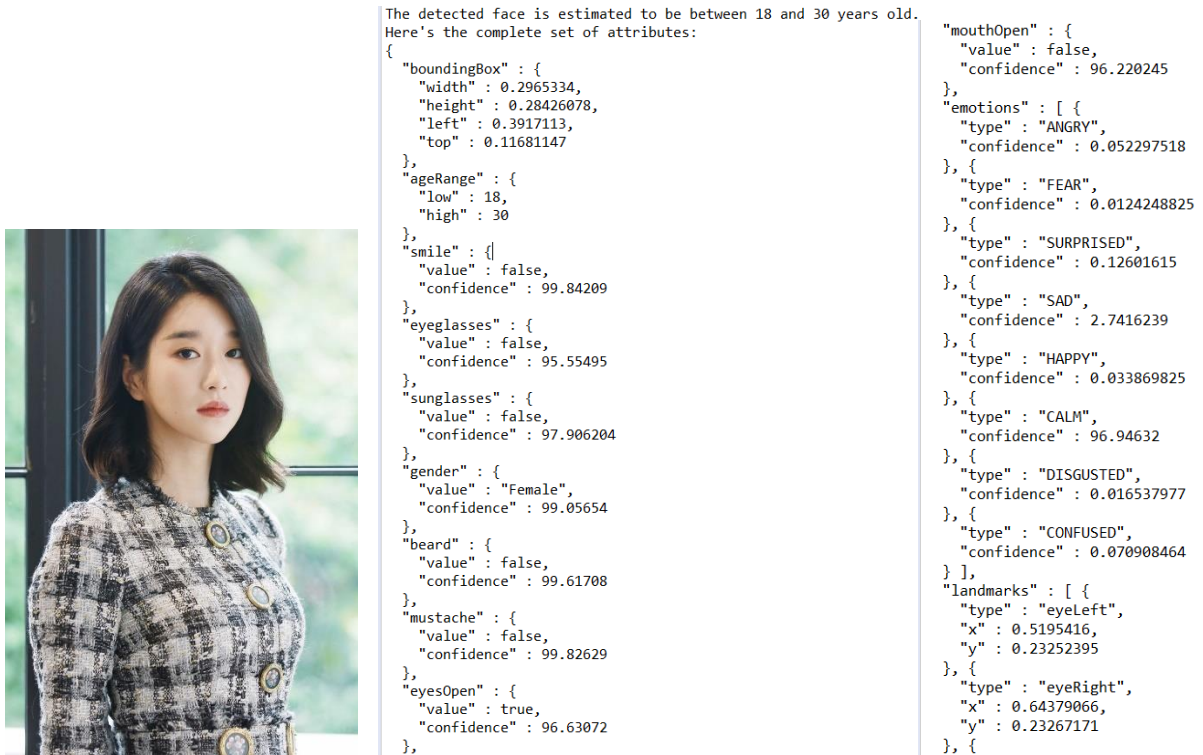 The detected face is estimated to be between 18 and 30 years old.
Here's the complete set of attributes:
{
"boundingBox" : {
"width" : 0.2965334,
"height" : 0.28426078,
"left" : 0.3917113,
"top" : 0.11681147
},
"ageRange" : {
"low" : 18,
"high" : 30
},
"smile" : {
"value" : false,
"confidence" : 99.84209
},
"eyeglasses" : {
"value" : false,
"confidence" : 95.55495
},
"sunglasses" : {
"value" : false,
"confidence" : 97.906204
},
"gender" : {
"value" : "Female",
"confidence" : 99.05654
},
"beard" : {
"value" : false,
"confidence" : 99.61708
},
"mustache" : {
"value" : false,
"confidence" : 99.82629
},
"eyesOpen" : {
"value" : true,
"confidence" : 96.63072
},
"mouthOpen" : {
"value" : false,
"confidence" : 96.220245
},
"emotions" : [ {
"type" : "ANGRY",
"confidence" : 0.052297518
}, {
"type" : "FEAR",
"confidence" : 0.0124248825
}, {
"type" : "SURPRISED",
"confidence" : 0.12601615
}, {
"type" : "SAD",
"confidence" : 2.7416239
}, {
"type" : "HAPPY",
"confidence" : 0.033869825
}, {
"type" : "CALM",
"confidence" : 96.94632
}, {
"type" : "DISGUSTED",
"confidence" : 0.016537977
}, {
"type" : "CONFUSED",
"confidence" : 0.070908464
} ],
"landmarks" : [ {
"type" : "eyeLeft",
"x" : 0.5195416,
"y" : 0.23252395
}, {
"type" : "eyeRight",
"x" : 0.64379066,
"y" : 0.23267171
}, {